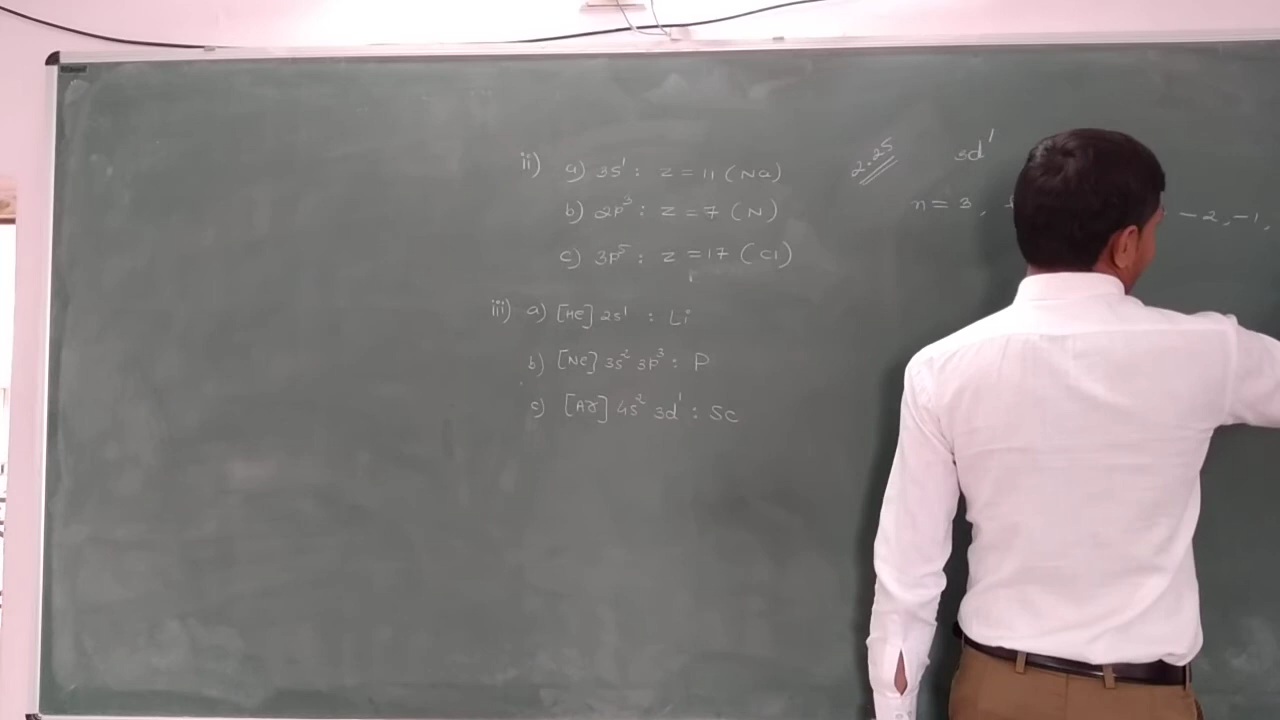 ii) a) 3s¹ : Z = 11 (Na)
b) 2p³ : Z = 7 (N)
c) 3p⁵ : Z = 17 (Cl)
iii) a) [He] 2s¹ : Li
b) [Ne] 3s² 3p³ : P
c) [Ar] 4s² 3d¹ : Sc
2.25 3d¹
n = 3, -2, -1,